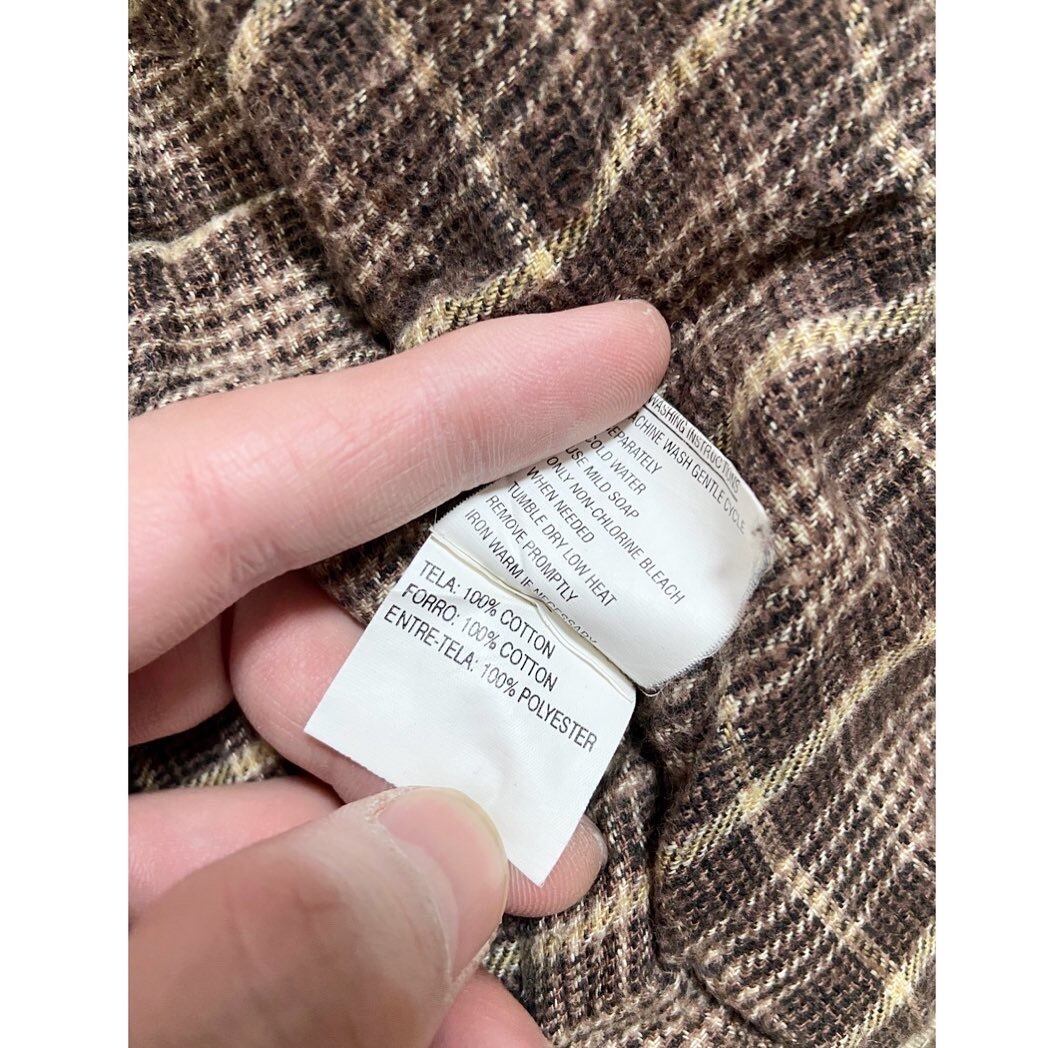 WASHING INSTRUCTIONS
MACHINE WASH GENTLE CYCLE
SEPARATELY
COLD WATER
USE MILD SOAP
ONLY NON-CHLORINE BLEACH
WHEN NEEDED
TUMBLE DRY LOW HEAT
REMOVE PROMPTLY
IRON WARM IF NECESSARY
TELA: 100% COTTON
FORRO: 100% COTTON
ENTRE-TELA: 100% POLYESTER